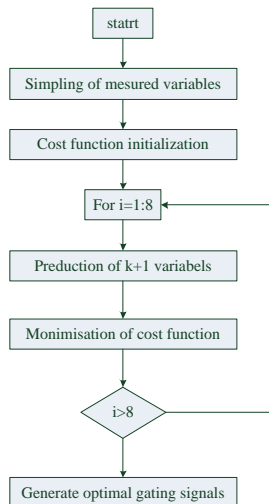 statrt
Simpling of mesured variables
Cost function initialization
For i=1:8
Preduction of k+1 variabels
Monimisation of cost function
i>8
Generate optimal gating signals